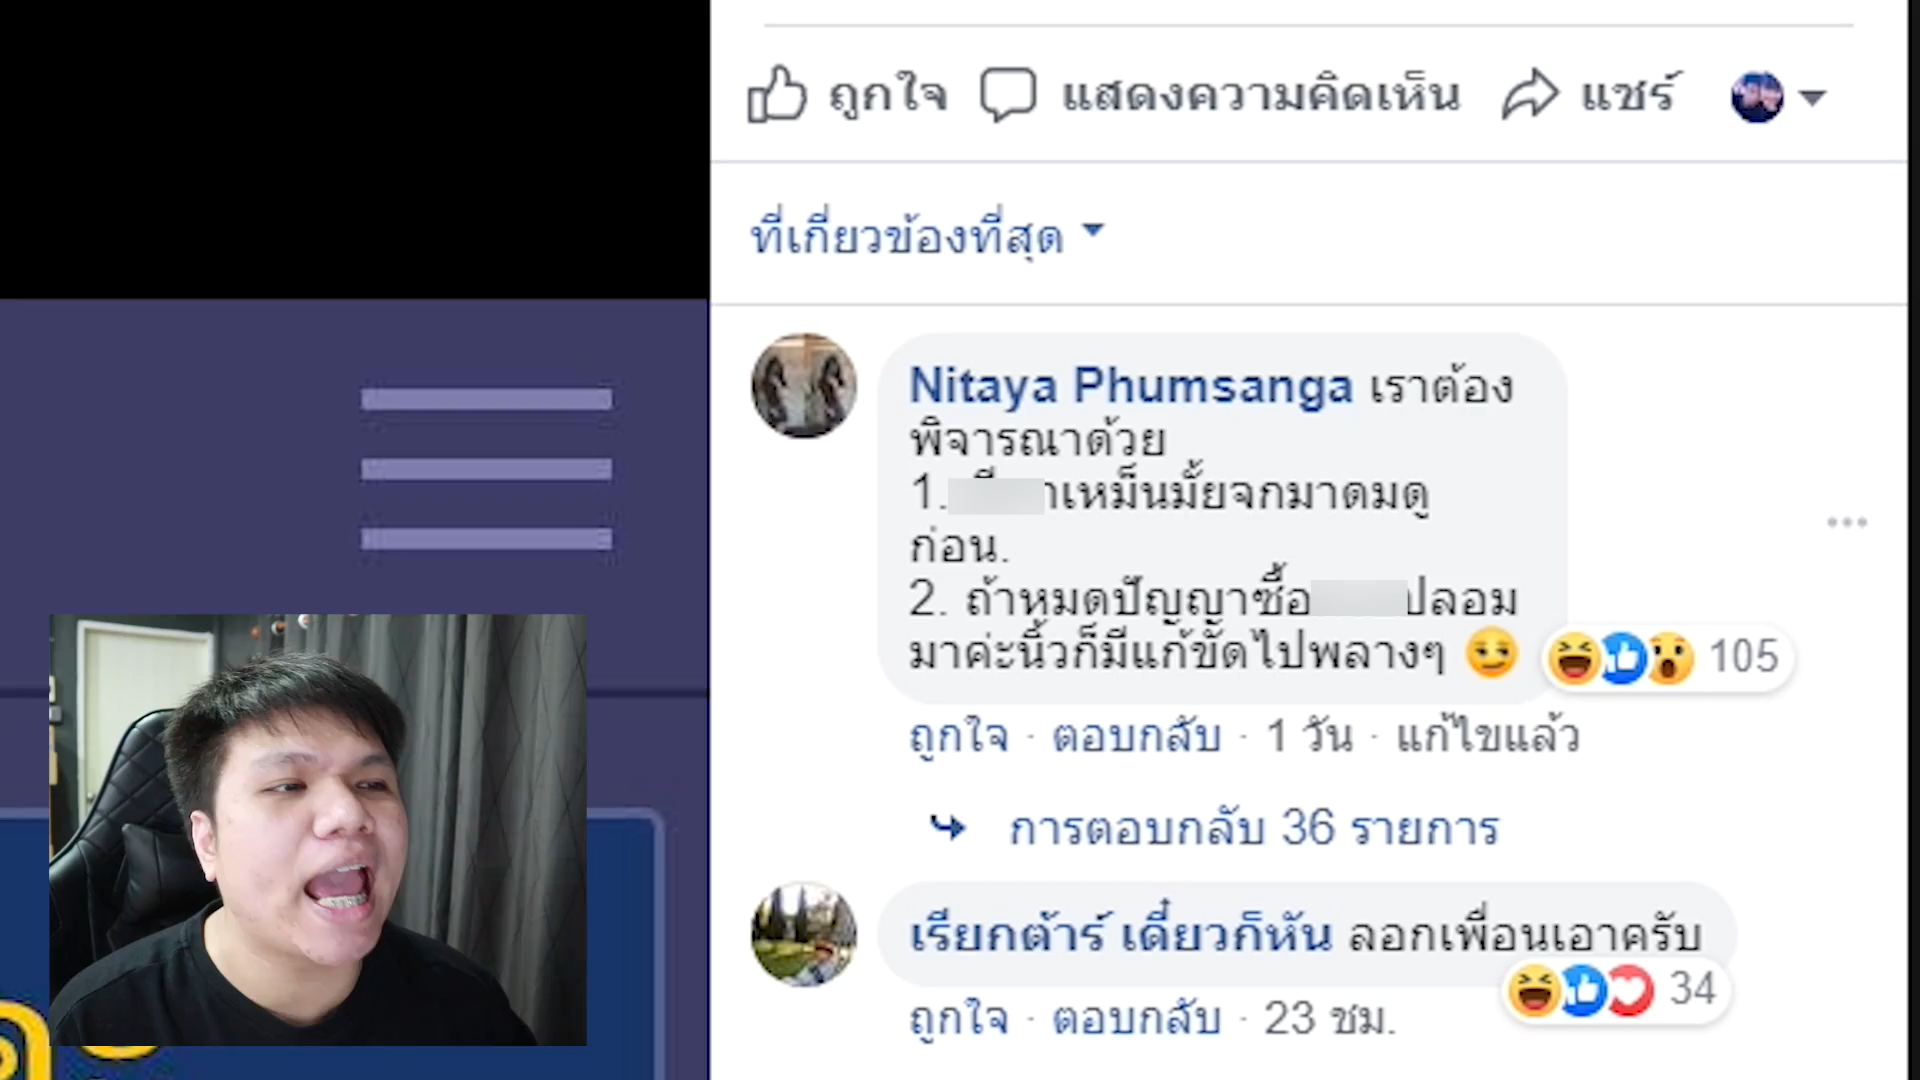 ถูกใจ แสดงความคิดเห็น แชร์
ที่เกี่ยวข้องที่สุด
Nitaya Phumsanga เราต้อง
พิจารณาด้วย
1. เหม็นมั้ยจกมาดมดู
ก่อน.
2. ถ้าหมดปัญญาซื้อ ปลอม
มาค่ะนิ้วก็มีแก้ขัดไปพลางๆ 😏 105
ถูกใจ · ตอบกลับ · 1 วัน · แก้ไขแล้ว
การตอบกลับ 36 รายการ
เรียกต้าร์ เดี๋ยวก็หัน ลอกเพื่อนเอาครับ
34
ถูกใจ · ตอบกลับ · 23 ชม.